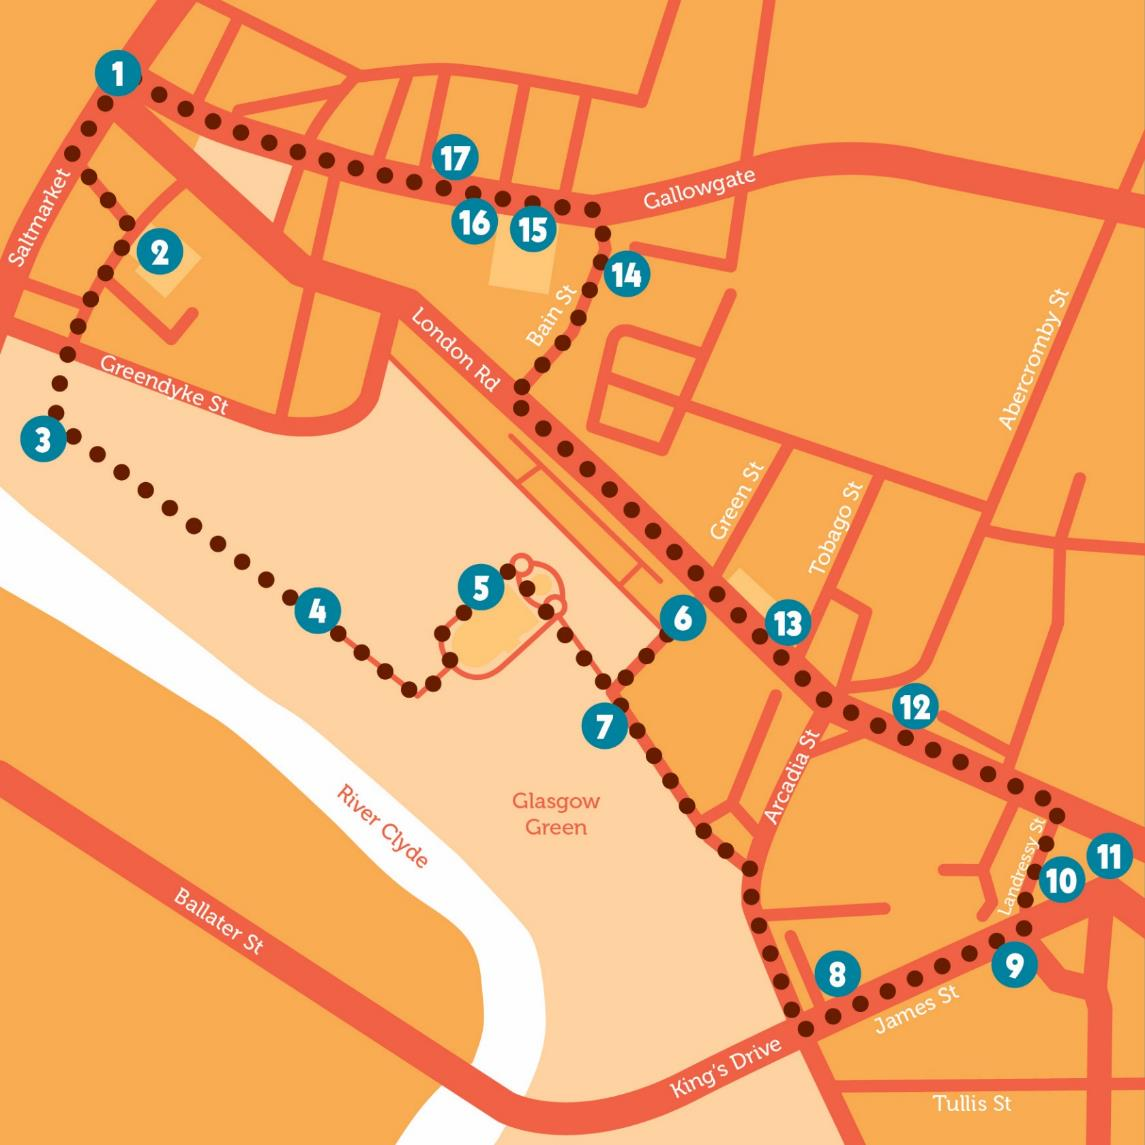 1
17
Gallowgate
Saltmarket
16
15
2
14
Bain St
London Rd
Abercromby St
Greendyke St
3
Green St
Tobago St
5
4
6
13
12
7
Arcadia St
Glasgow
Green
River Clyde
Landressy St
11
10
Ballater St
9
8
James St
King's Drive
Tullis St